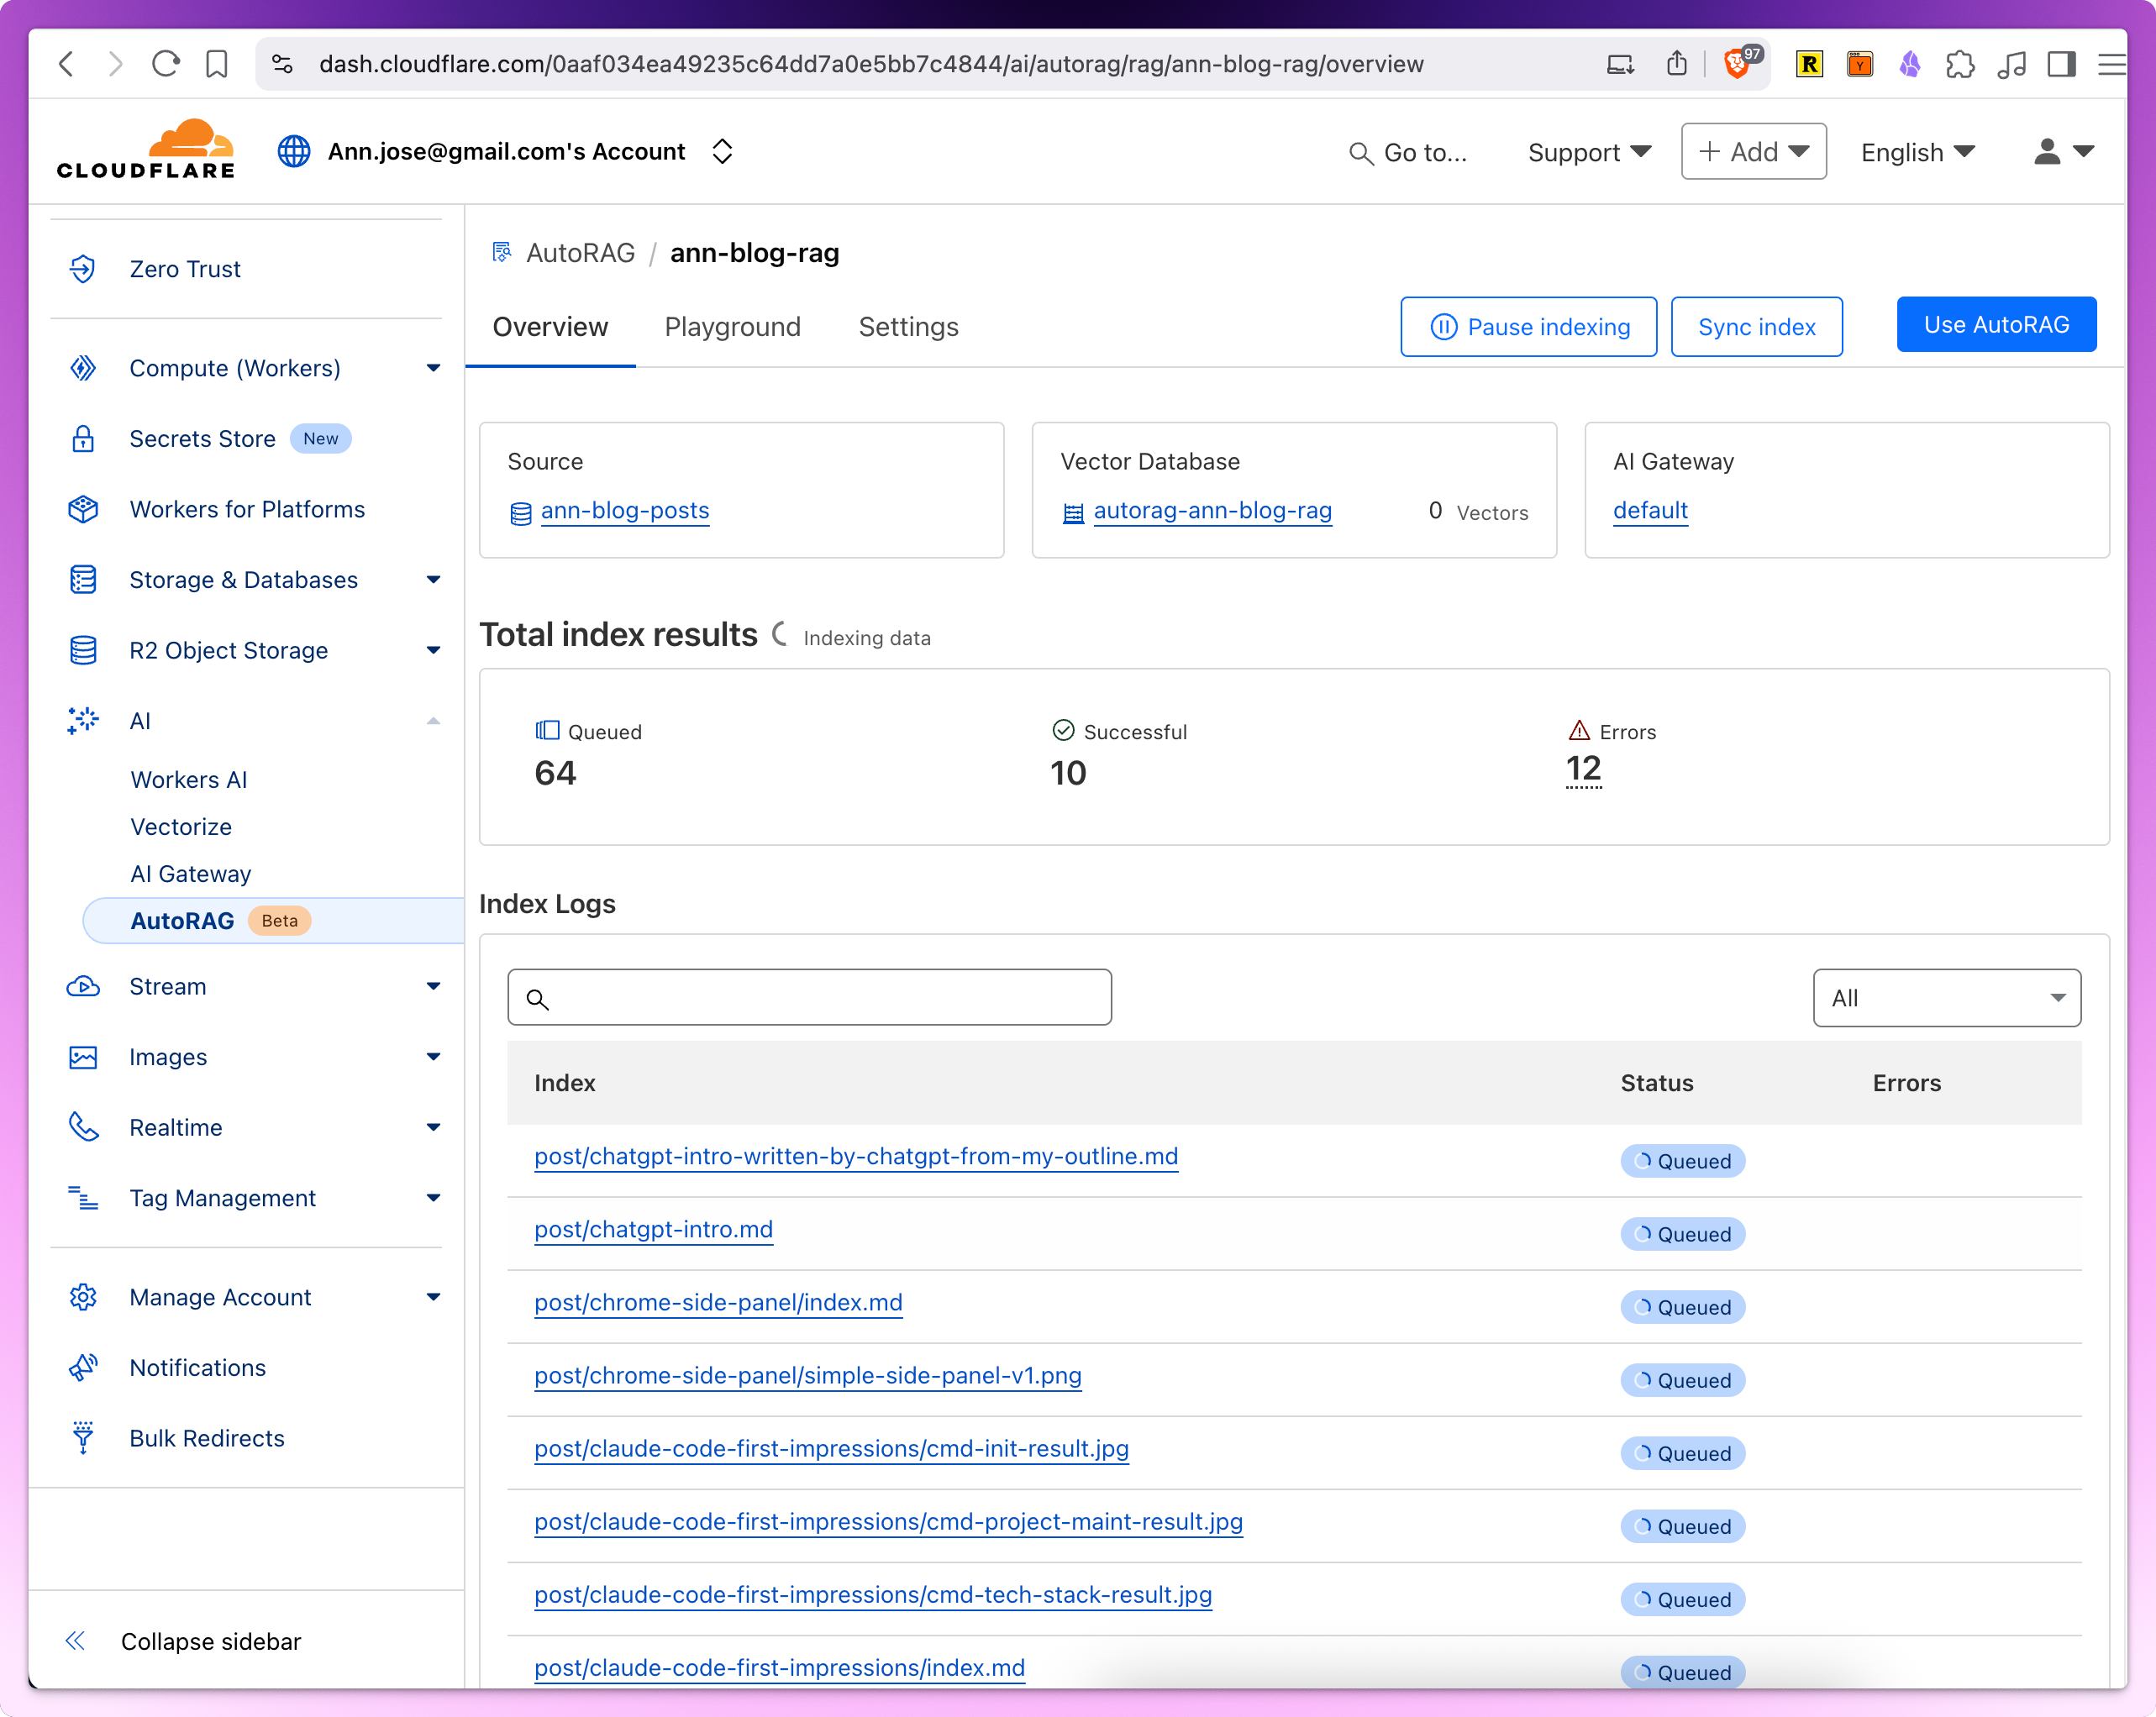 dash.cloudflare.com/0aaf034ea49235c64dd7a0e5bb7c4844/ai/autorag/rag/ann-blog-rag/overview
97
R
Y
CLOUDFLARE
Ann.jose@gmail.com's Account
Go to...
Support
+ Add
English
Zero Trust
Compute (Workers)
Secrets Store New
Workers for Platforms
Storage & Databases
R2 Object Storage
AI
Workers AI
Vectorize
AI Gateway
AutoRAG Beta
Stream
Images
Realtime
Tag Management
Manage Account
Notifications
Bulk Redirects
Collapse sidebar
AutoRAG / ann-blog-rag
Overview Playground Settings
Pause indexing
Sync index
Use AutoRAG
Source
ann-blog-posts
Vector Database
autorag-ann-blog-rag 0 Vectors
AI Gateway
default
Total index results Indexing data
Queued
64
Successful
10
Errors
12
Index Logs
All
Index Status Errors
post/chatgpt-intro-written-by-chatgpt-from-my-outline.md Queued
post/chatgpt-intro.md Queued
post/chrome-side-panel/index.md Queued
post/chrome-side-panel/simple-side-panel-v1.png Queued
post/claude-code-first-impressions/cmd-init-result.jpg Queued
post/claude-code-first-impressions/cmd-project-maint-result.jpg Queued
post/claude-code-first-impressions/cmd-tech-stack-result.jpg Queued
post/claude-code-first-impressions/index.md Queued